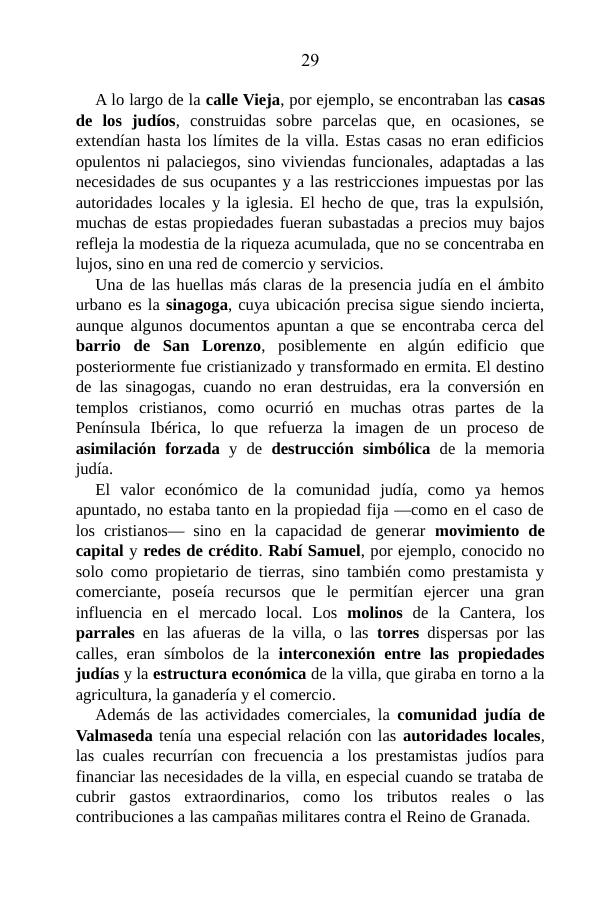 29
A lo largo de la calle Vieja, por ejemplo, se encontraban las casas
de los judíos, construidas sobre parcelas que, en ocasiones, se
extendían hasta los límites de la villa. Estas casas no eran edificios
opulentos ni palaciegos, sino viviendas funcionales, adaptadas a las
necesidades de sus ocupantes y a las restricciones impuestas por las
autoridades locales y la iglesia. El hecho de que, tras la expulsión,
muchas de estas propiedades fueran subastadas a precios muy bajos
refleja la modestia de la riqueza acumulada, que no se concentraba en
lujos, sino en una red de comercio y servicios.
Una de las huellas más claras de la presencia judía en el ámbito
urbano es la sinagoga, cuya ubicación precisa sigue siendo incierta,
aunque algunos documentos apuntan a que se encontraba cerca del
barrio de San Lorenzo, posiblemente en algún edificio que
posteriormente fue cristianizado y transformado en ermita. El destino
de las sinagogas, cuando no eran destruidas, era la conversión en
templos cristianos, como ocurrió en muchas otras partes de la
Península Ibérica, lo que refuerza la imagen de un proceso de
asimilación forzada y de destrucción simbólica de la memoria
judía.
El valor económico de la comunidad judía, como ya hemos
apuntado, no estaba tanto en la propiedad fija —como en el caso de
los cristianos— sino en la capacidad de generar movimiento de
capital y redes de crédito. Rabí Samuel, por ejemplo, conocido no
solo como propietario de tierras, sino también como prestamista y
comerciante, poseía recursos que le permitían ejercer una gran
influencia en el mercado local. Los molinos de la Cantera, los
parrales en las afueras de la villa, o las torres dispersas por las
calles, eran símbolos de la interconexión entre las propiedades
judías y la estructura económica de la villa, que giraba en torno a la
agricultura, la ganadería y el comercio.
Además de las actividades comerciales, la comunidad judía de
Valmaseda tenía una especial relación con las autoridades locales,
las cuales recurrían con frecuencia a los prestamistas judíos para
financiar las necesidades de la villa, en especial cuando se trataba de
cubrir gastos extraordinarios, como los tributos reales o las
contribuciones a las campañas militares contra el Reino de Granada.